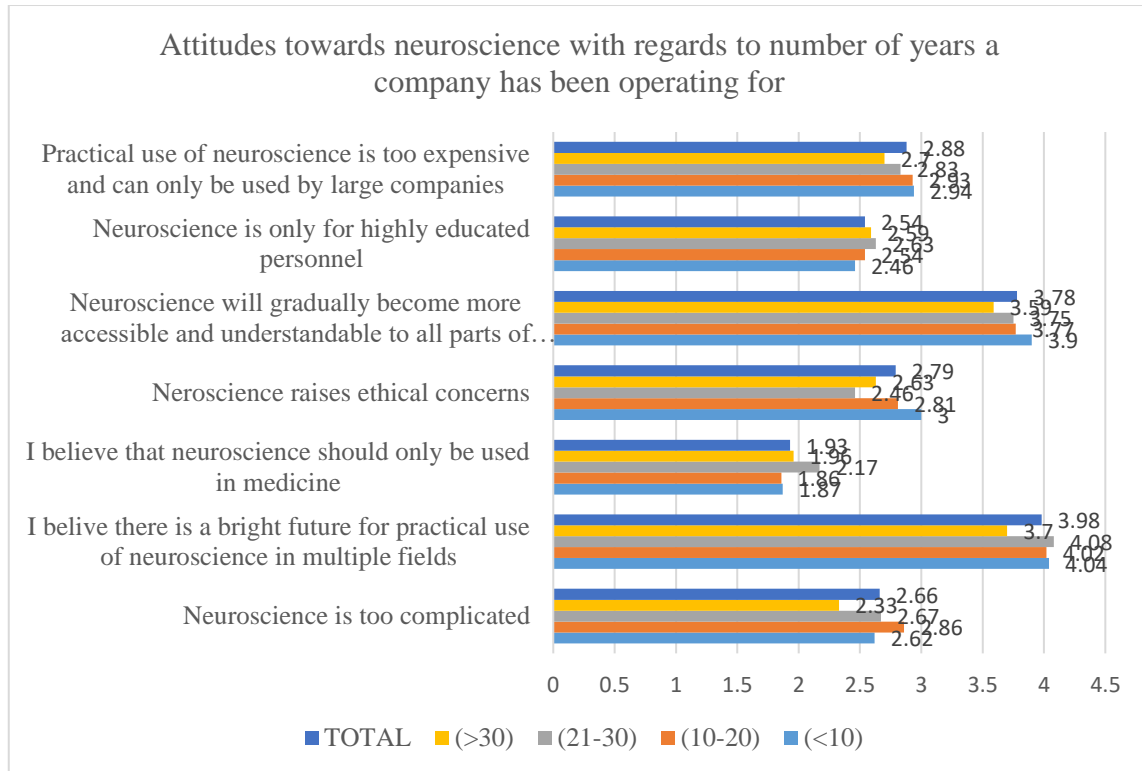 Attitudes towards neuroscience with regards to number of years a
company has been operating for
Practical use of neuroscience is too expensive
and can only be used by large companies
2.88
2.7
2.83
2.93
2.94
Neuroscience is only for highly educated
personnel
2.54
2.59
2.63
2.54
2.46
Neuroscience will gradually become more
accessible and understandable to all parts of…
3.78
3.59
3.75
3.77
3.9
Neroscience raises ethical concerns
2.79
2.63
2.46
2.81
3
I believe that neuroscience should only be used
in medicine
1.93
1.96
2.17
1.86
1.87
I belive there is a bright future for practical use
of neuroscience in multiple fields
3.98
3.7
4.08
4.02
4.04
Neuroscience is too complicated
2.66
2.33
2.67
2.86
2.62
0 0.5 1 1.5 2 2.5 3 3.5 4 4.5
TOTAL (>30) (21-30) (10-20) (<10)